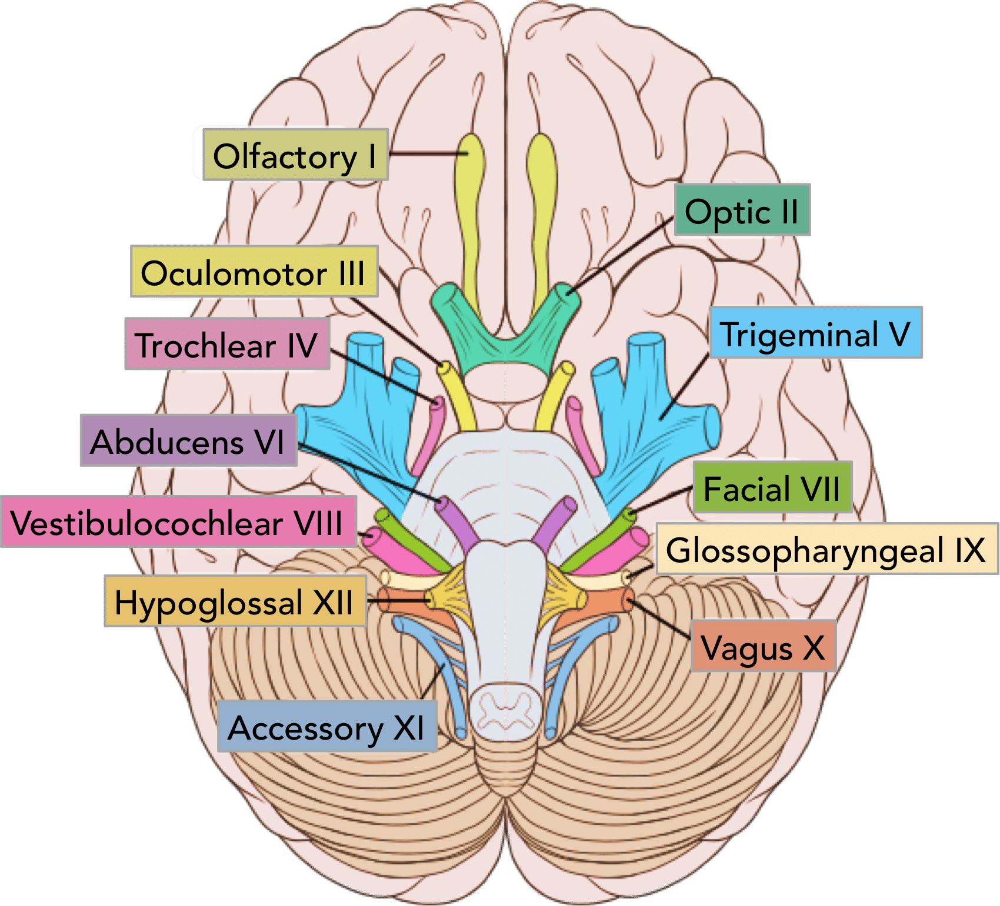 Olfactory I
Optic II
Oculomotor III
Trochlear IV
Trigeminal V
Abducens VI
Facial VII
Vestibulocochlear VIII
Glossopharyngeal IX
Hypoglossal XII
Vagus X
Accessory XI